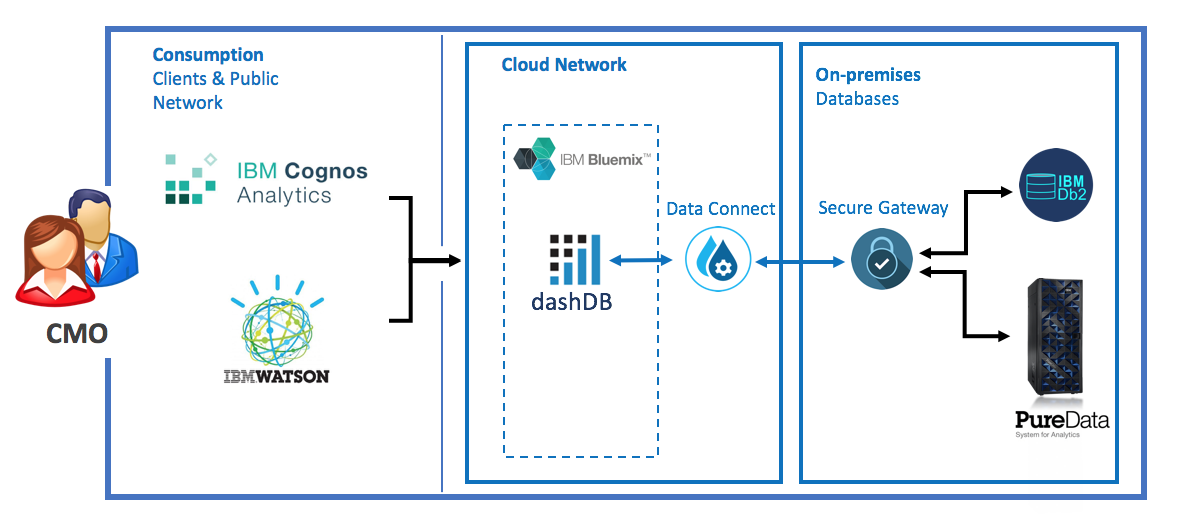 Consumption
Clients & Public
Network
IBM Cognos
Analytics
IBM WATSON
CMO
Cloud Network
IBM Bluemix™
dashDB
Data Connect
On-premises
Databases
Secure Gateway
IBM
Db2
PureData
System for Analytics